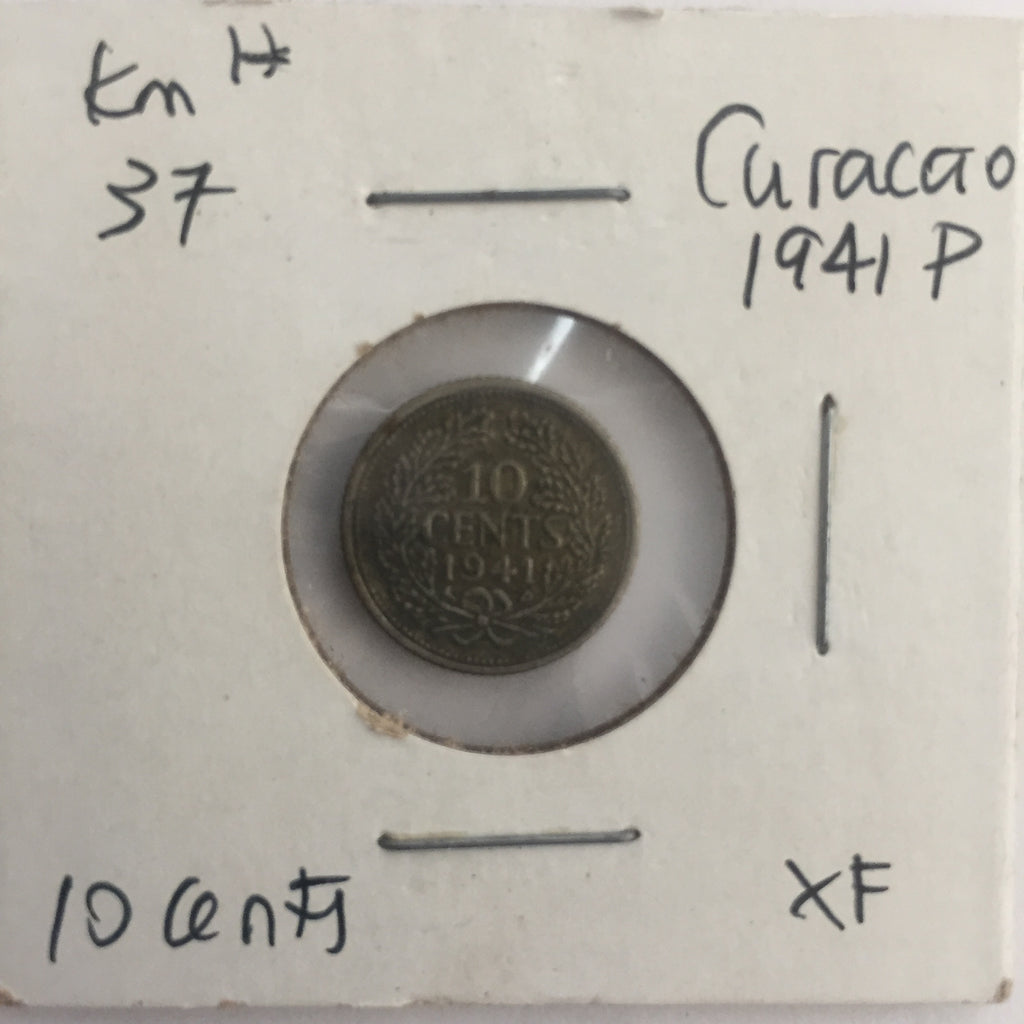 Km #
37
Curacao
1941 P
10
CENTS
1941
10 Cents
XF